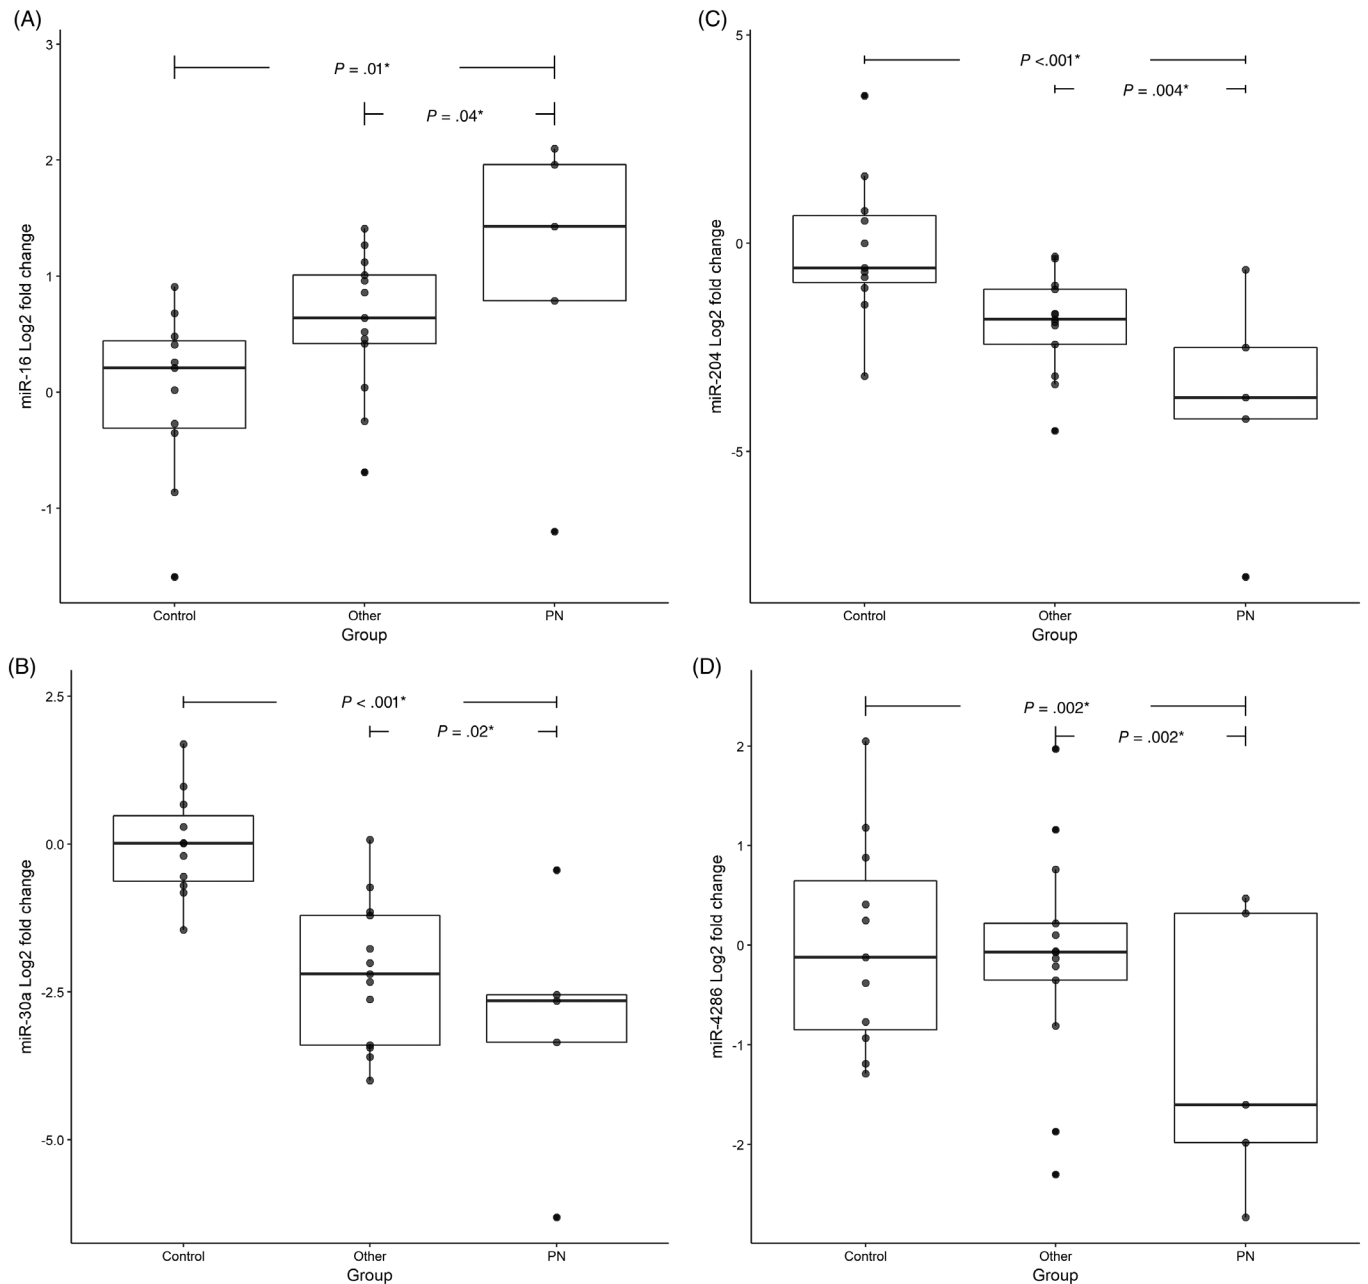 (A)
3
2
1
0
-1
miR-16 Log2 fold change
P = .01*
P = .04*
Control Other PN
Group
(C)
5
0
-5
miR-204 Log2 fold change
P <.001*
P = .004*
Control Other PN
Group
(B)
2.5
0.0
-2.5
-5.0
miR-30a Log2 fold change
P < .001*
P = .02*
Control Other PN
Group
(D)
2
1
0
-1
-2
miR-4286 Log2 fold change
P = .002*
P = .002*
Control Other PN
Group